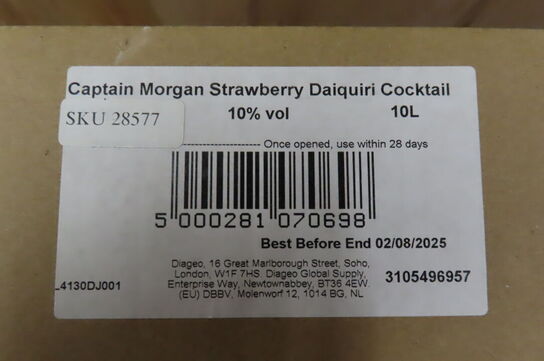 Captain Morgan Strawberry Daiquiri Cocktail
SKU 28577
10% vol
10L
Once opened, use within 28 days
5 000281 070698
Best Before End 02/08/2025
Diageo, 16 Great Marlborough Street, Soho,
London, W1F 7HS. Diageo Global Supply,
Enterprise Way, Newtownabbey, BT36 4EW.
(EU) DBBV, Molenwerf 12, 1014 BG, NL
L4130DJ001
3105496957